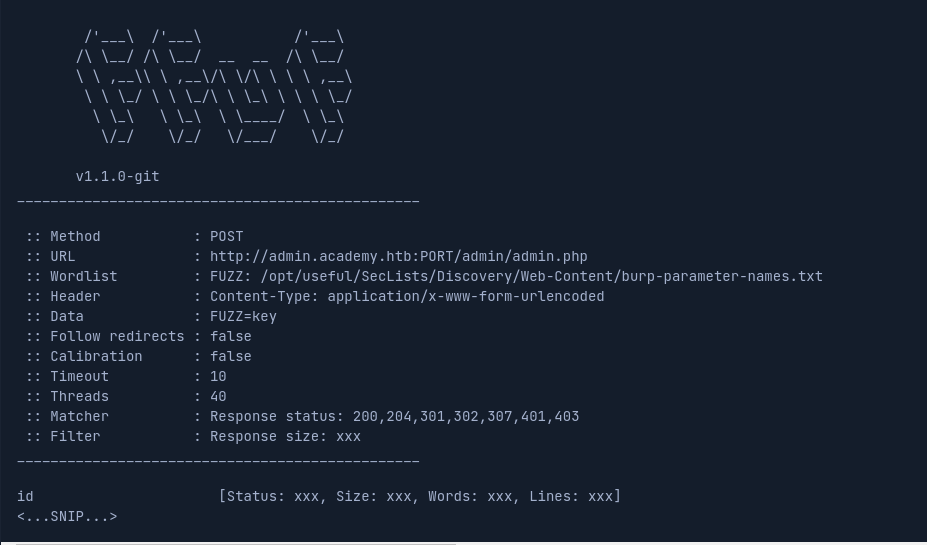 /'___\  /'___\           /'___\
       /\ \__/ /\ \__/  __  __  /\ \__/
       \ \ ,__\\ \ ,__\/\ \/\ \ \ \ ,__\
        \ \ \_/ \ \ \_/\ \ \_\ \ \ \ \_/
         \ \_\   \ \_\  \ \____/  \ \_\
          \/_/    \/_/   \/___/    \/_/
       v1.1.0-git
________________________________________________
 :: Method           : POST
 :: URL              : http://admin.academy.htb:PORT/admin/admin.php
 :: Wordlist         : FUZZ: /opt/useful/SecLists/Discovery/Web-Content/burp-parameter-names.txt
 :: Header           : Content-Type: application/x-www-form-urlencoded
 :: Data             : FUZZ=key
 :: Follow redirects : false
 :: Calibration      : false
 :: Timeout          : 10
 :: Threads          : 40
 :: Matcher          : Response status: 200,204,301,302,307,401,403
 :: Filter           : Response size: xxx
________________________________________________
id                      [Status: xxx, Size: xxx, Words: xxx, Lines: xxx]
<...SNIP...>